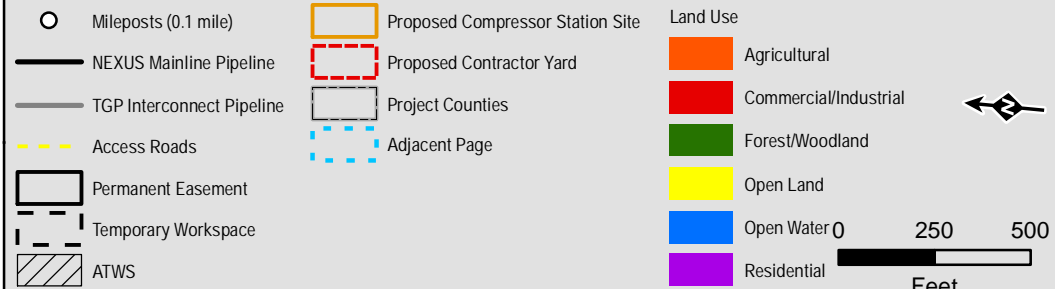 Mileposts (0.1 mile)
NEXUS Mainline Pipeline
TGP Interconnect Pipeline
Access Roads
Permanent Easement
Temporary Workspace
ATWS
Proposed Compressor Station Site
Proposed Contractor Yard
Project Counties
Adjacent Page
Land Use
Agricultural
Commercial/Industrial
Forest/Woodland
Open Land
Open Water
Residential
N
0 250 500
Feet